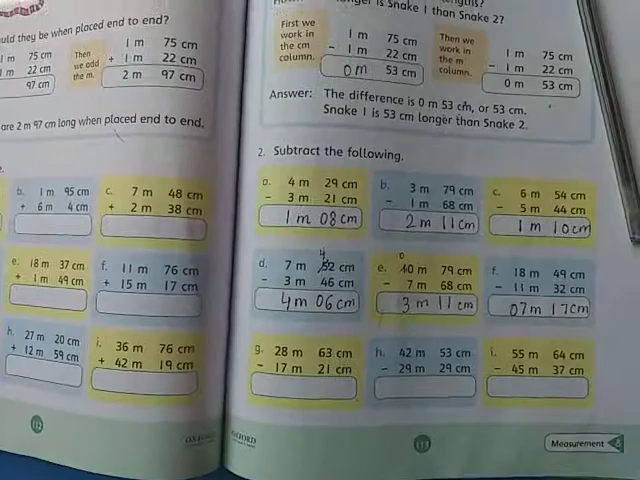 uld they be when placed end to end?
1 m 75 cm
1 m 22 cm
97 cm
Then we add the m.
1 m 75 cm
+ 1 m 22 cm
2 m 97 cm
are 2 m 97 cm long when placed end to end.
e.
b. 1 m 95 cm
+ 6 m 4 cm
c. 7 m 48 cm
+ 2 m 38 cm
e. 18 m 37 cm
+ 1 m 49 cm
f. 11 m 76 cm
+ 15 m 17 cm
h. 27 m 20 cm
+ 12 m 59 cm
i. 36 m 76 cm
+ 42 m 19 cm
112
OXFORD
is Snake 1 than Snake 2?
First we work in the cm column.
1 m 75 cm
- 1 m 22 cm
0m 53 cm
Then we work in the m column.
1 m 75 cm
- 1 m 22 cm
0 m 53 cm
Answer: The difference is 0 m 53 cm, or 53 cm.
Snake 1 is 53 cm longer than Snake 2.
2. Subtract the following.
a. 4 m 29 cm
- 3 m 21 cm
1 m 08 cm
b. 3 m 79 cm
- 1 m 68 cm
2 m 11 cm
c. 6 m 54 cm
- 5 m 44 cm
1 m 10 cm
4
d. 7 m 52 cm
- 3 m 46 cm
4 m 06 cm
0
e. 10 m 79 cm
- 7 m 68 cm
3 m 11 cm
f. 18 m 49 cm
- 11 m 32 cm
07 m 17 cm
g. 28 m 63 cm
- 17 m 21 cm
h. 42 m 53 cm
- 29 m 29 cm
i. 55 m 64 cm
- 45 m 37 cm
OXFORD
113
Measurement